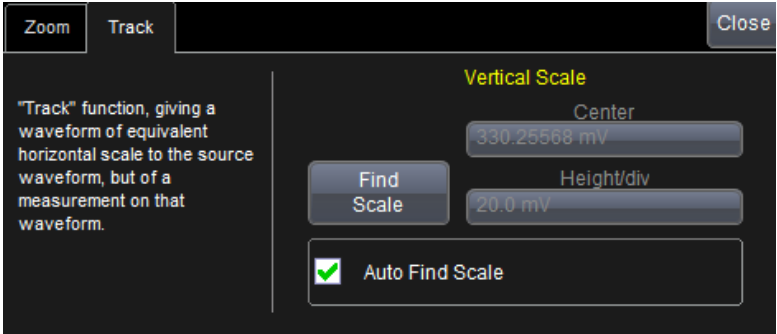 Zoom
Track
Close
"Track" function, giving a
waveform of equivalent
horizontal scale to the source
waveform, but of a
measurement on that
waveform.
Vertical Scale
Center
330.25568 mV
Find
Scale
Height/div
20.0 mV
Auto Find Scale